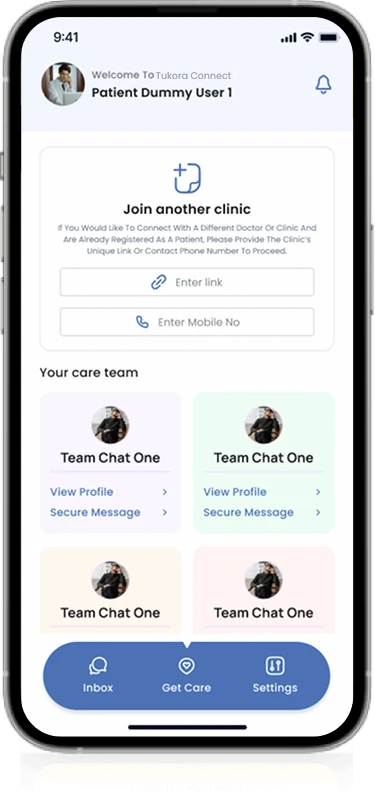 9:41
Welcome To Tukora Connect
Patient Dummy User 1
Join another clinic
If You Would Like To Connect With A Different Doctor Or Clinic And
Are Already Registered As A Patient, Please Provide The Clinic's
Unique Link Or Contact Phone Number To Proceed.
Enter link
Enter Mobile No
Your care team
Team Chat One
Team Chat One
View Profile
View Profile
Secure Message
Secure Message
Team Chat One
Team Chat One
Inbox
Get Care
Settings